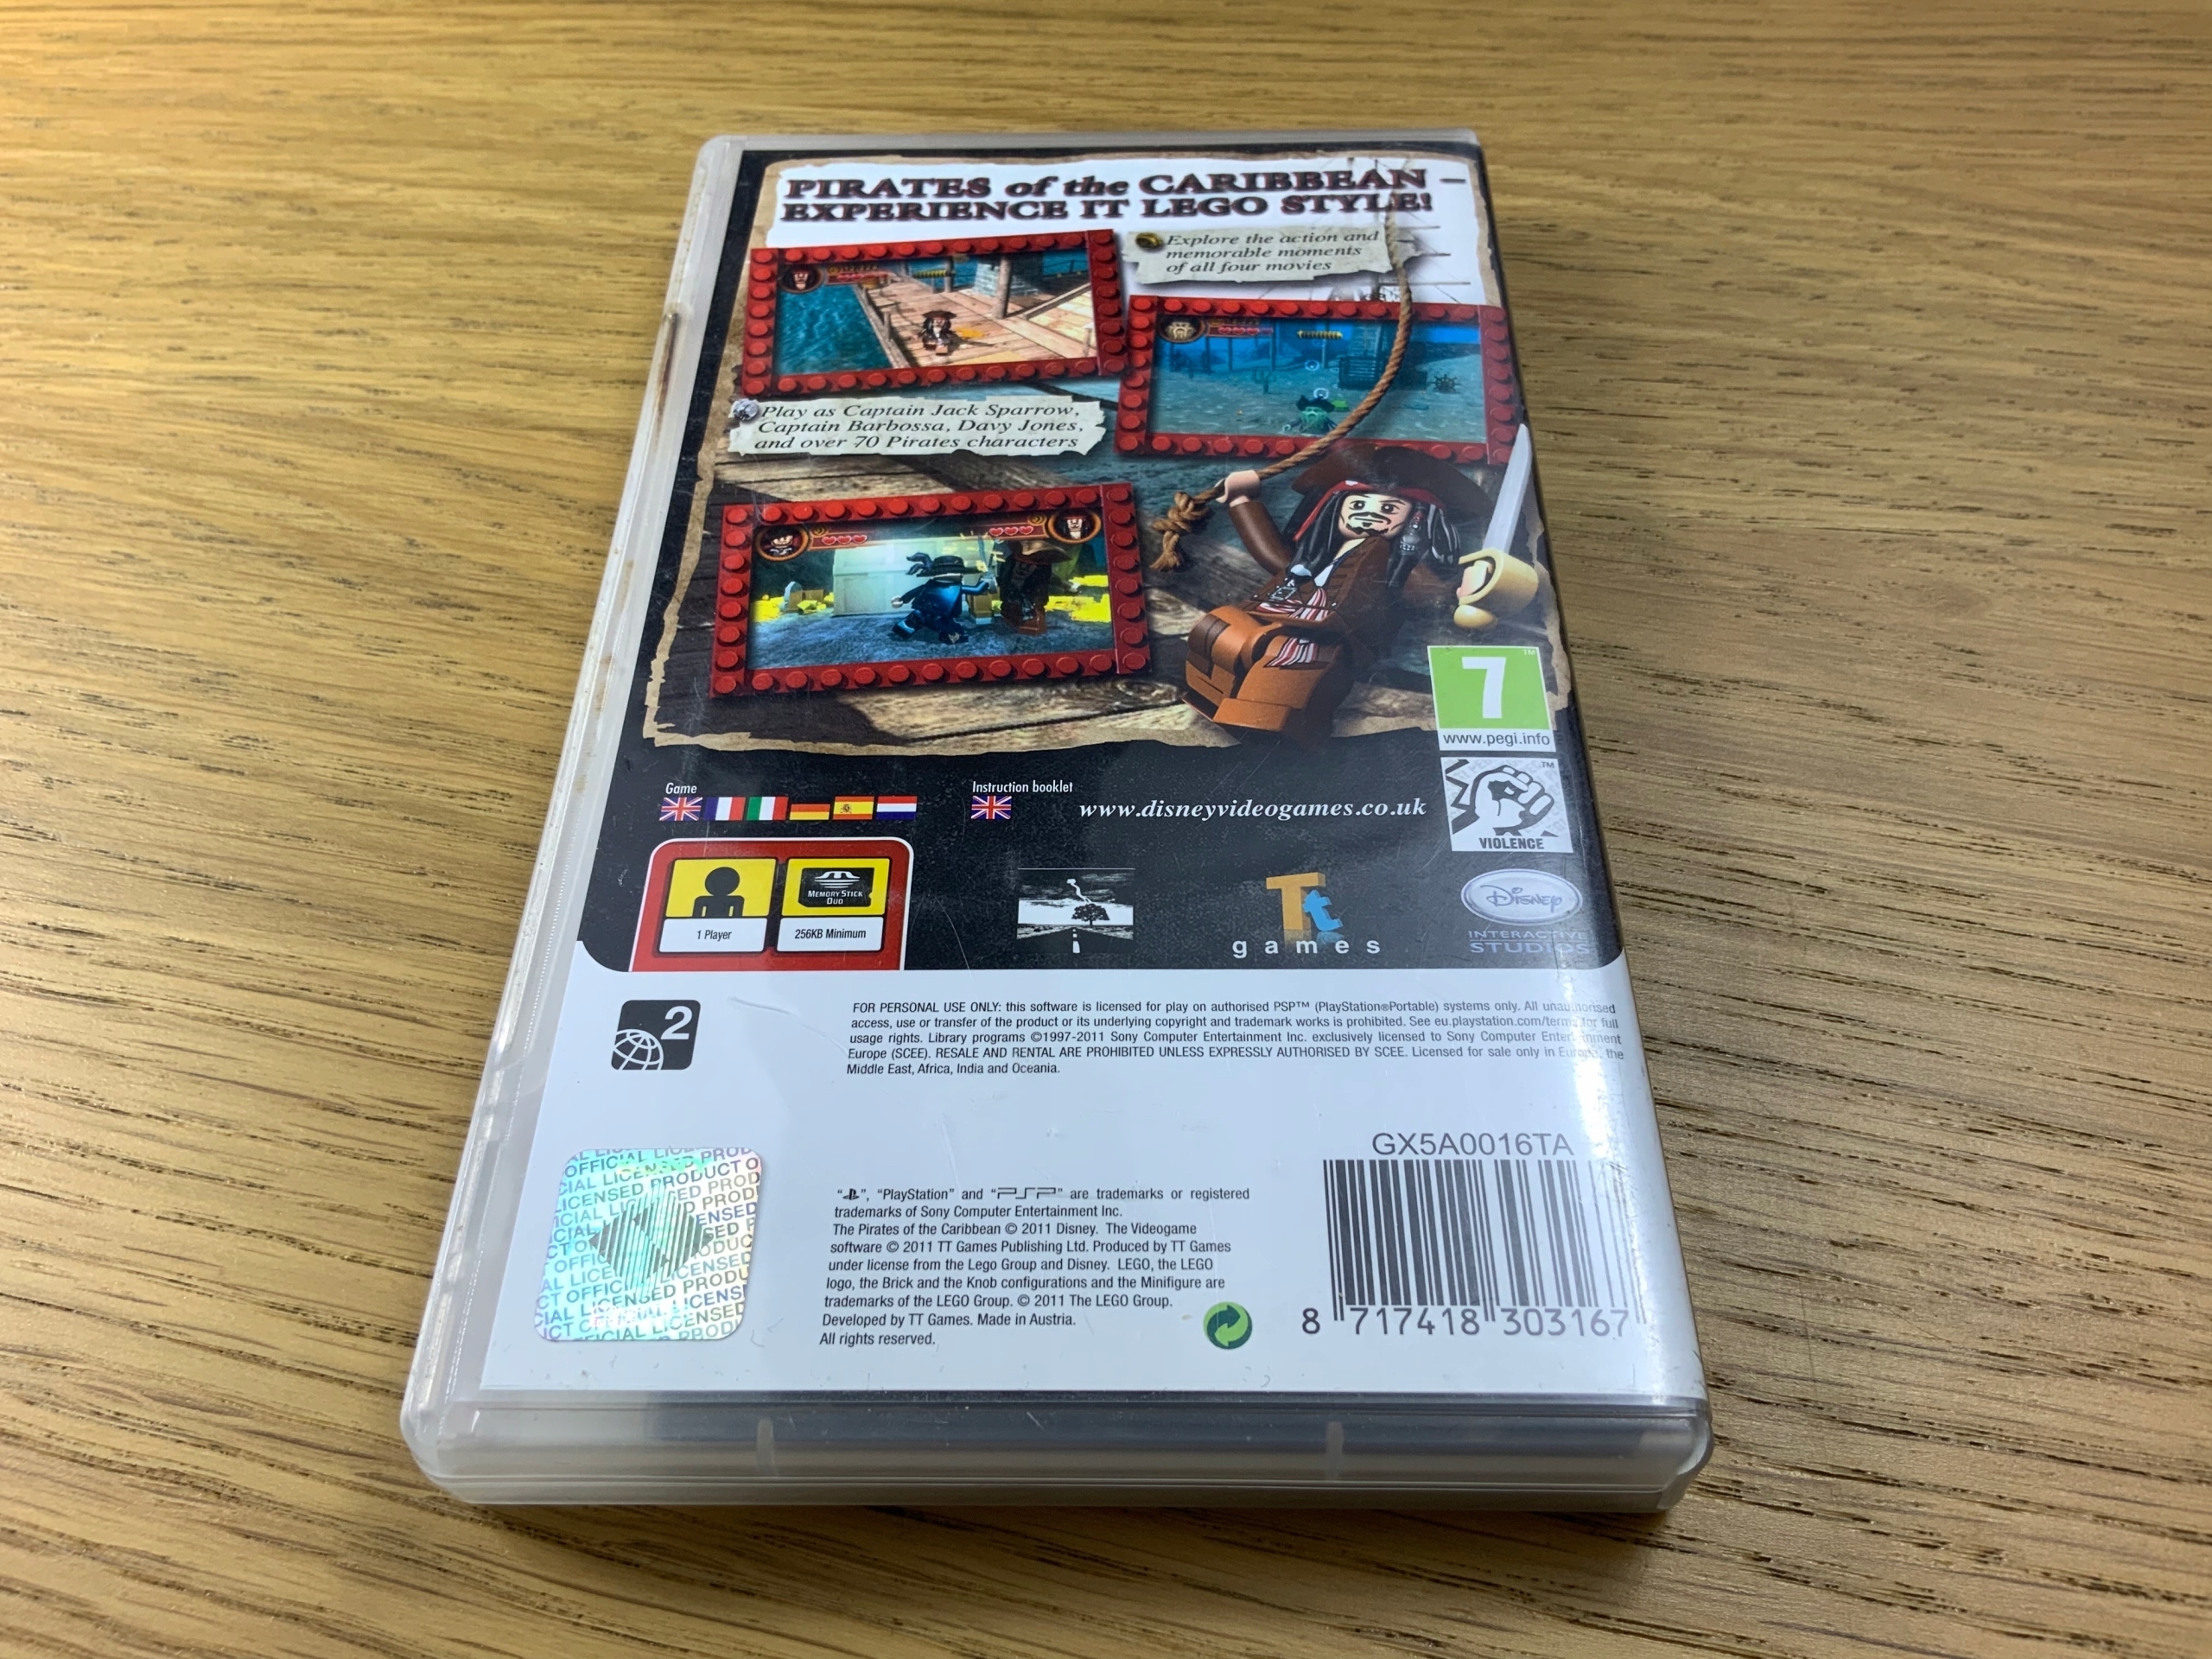 PIRATES of the CARIBBEAN –
EXPERIENCE IT LEGO STYLE!
Explore the action and
memorable moments
of all four movies
Play as Captain Jack Sparrow,
Captain Barbossa, Davy Jones,
and over 70 Pirates characters
7™
www.pegi.info
™
VIOLENCE
Game
Instruction booklet
www.disneyvideogames.co.uk
1 Player
MEMORY STICK
DUO
256KB Minimum
Tt
games
Disney
INTERACTIVE
STUDIOS
2
FOR PERSONAL USE ONLY: this software is licensed for play on authorised PSP™ (PlayStation®Portable) systems only. All unauthorised
access, use or transfer of the product or its underlying copyright and trademark works is prohibited. See eu.playstation.com/terms for full
usage rights. Library programs ©1997-2011 Sony Computer Entertainment Inc. exclusively licensed to Sony Computer Entertainment
Europe (SCEE). RESALE AND RENTAL ARE PROHIBITED UNLESS EXPRESSLY AUTHORISED BY SCEE. Licensed for sale only in Europe, the
Middle East, Africa, India and Oceania.
OFFICIAL LICENSED PRODUCT
"PS", "PlayStation" and "PSP" are trademarks or registered
trademarks of Sony Computer Entertainment Inc.
The Pirates of the Caribbean © 2011 Disney. The Videogame
software © 2011 TT Games Publishing Ltd. Produced by TT Games
under license from the Lego Group and Disney. LEGO, the LEGO
logo, the Brick and the Knob configurations and the Minifigure are
trademarks of the LEGO Group. © 2011 The LEGO Group.
Developed by TT Games. Made in Austria.
All rights reserved.
GX5A0016TA
8 717418 303167